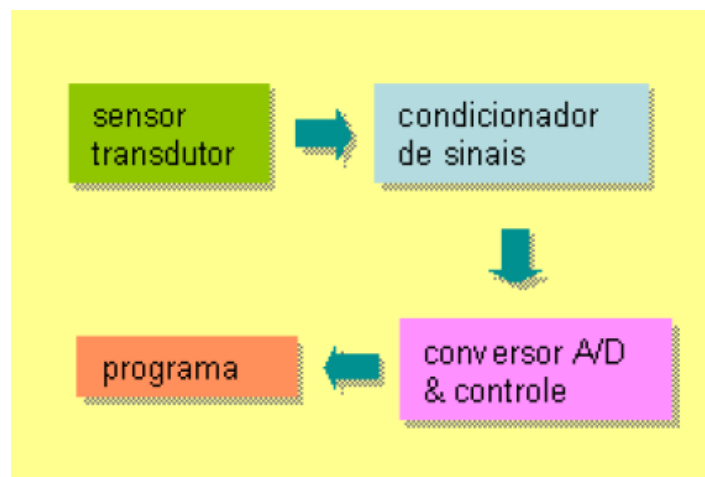 sensor
transdutor
condicionador
de sinais
conversor A/D
& controle
programa